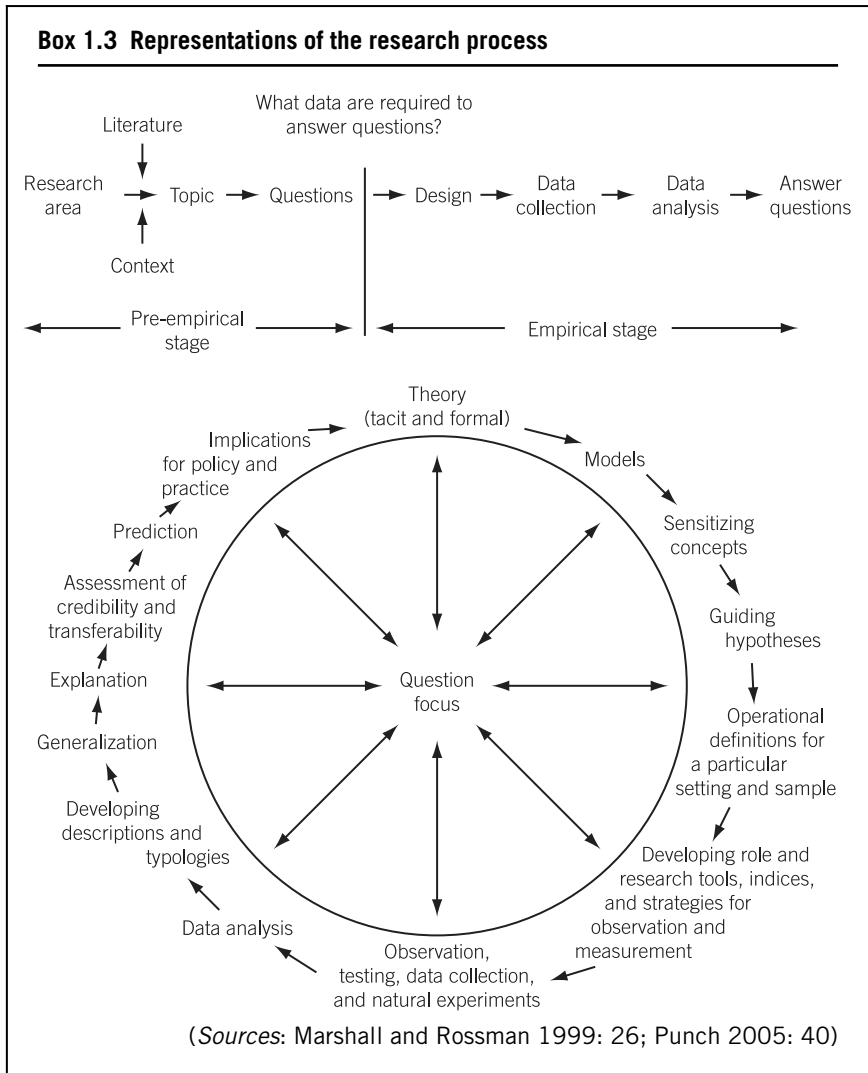 Box 1.3 Representations of the research process
What data are required to
answer questions?
Literature
Research
area
Topic
Questions
Design
Data
collection
Data
analysis
Answer
questions
Context
Pre-empirical
stage
Empirical stage
Theory
(tacit and formal)
Models
Sensitizing
concepts
Guiding
hypotheses
Operational
definitions for
a particular
setting and sample
Developing role and
research tools, indices,
and strategies for
observation and
measurement
Observation,
testing, data collection,
and natural experiments
Data analysis
Developing
descriptions and
typologies
Generalization
Explanation
Assessment of
credibility and
transferability
Prediction
Implications
for policy and
practice
Question
focus
(Sources: Marshall and Rossman 1999: 26; Punch 2005: 40)